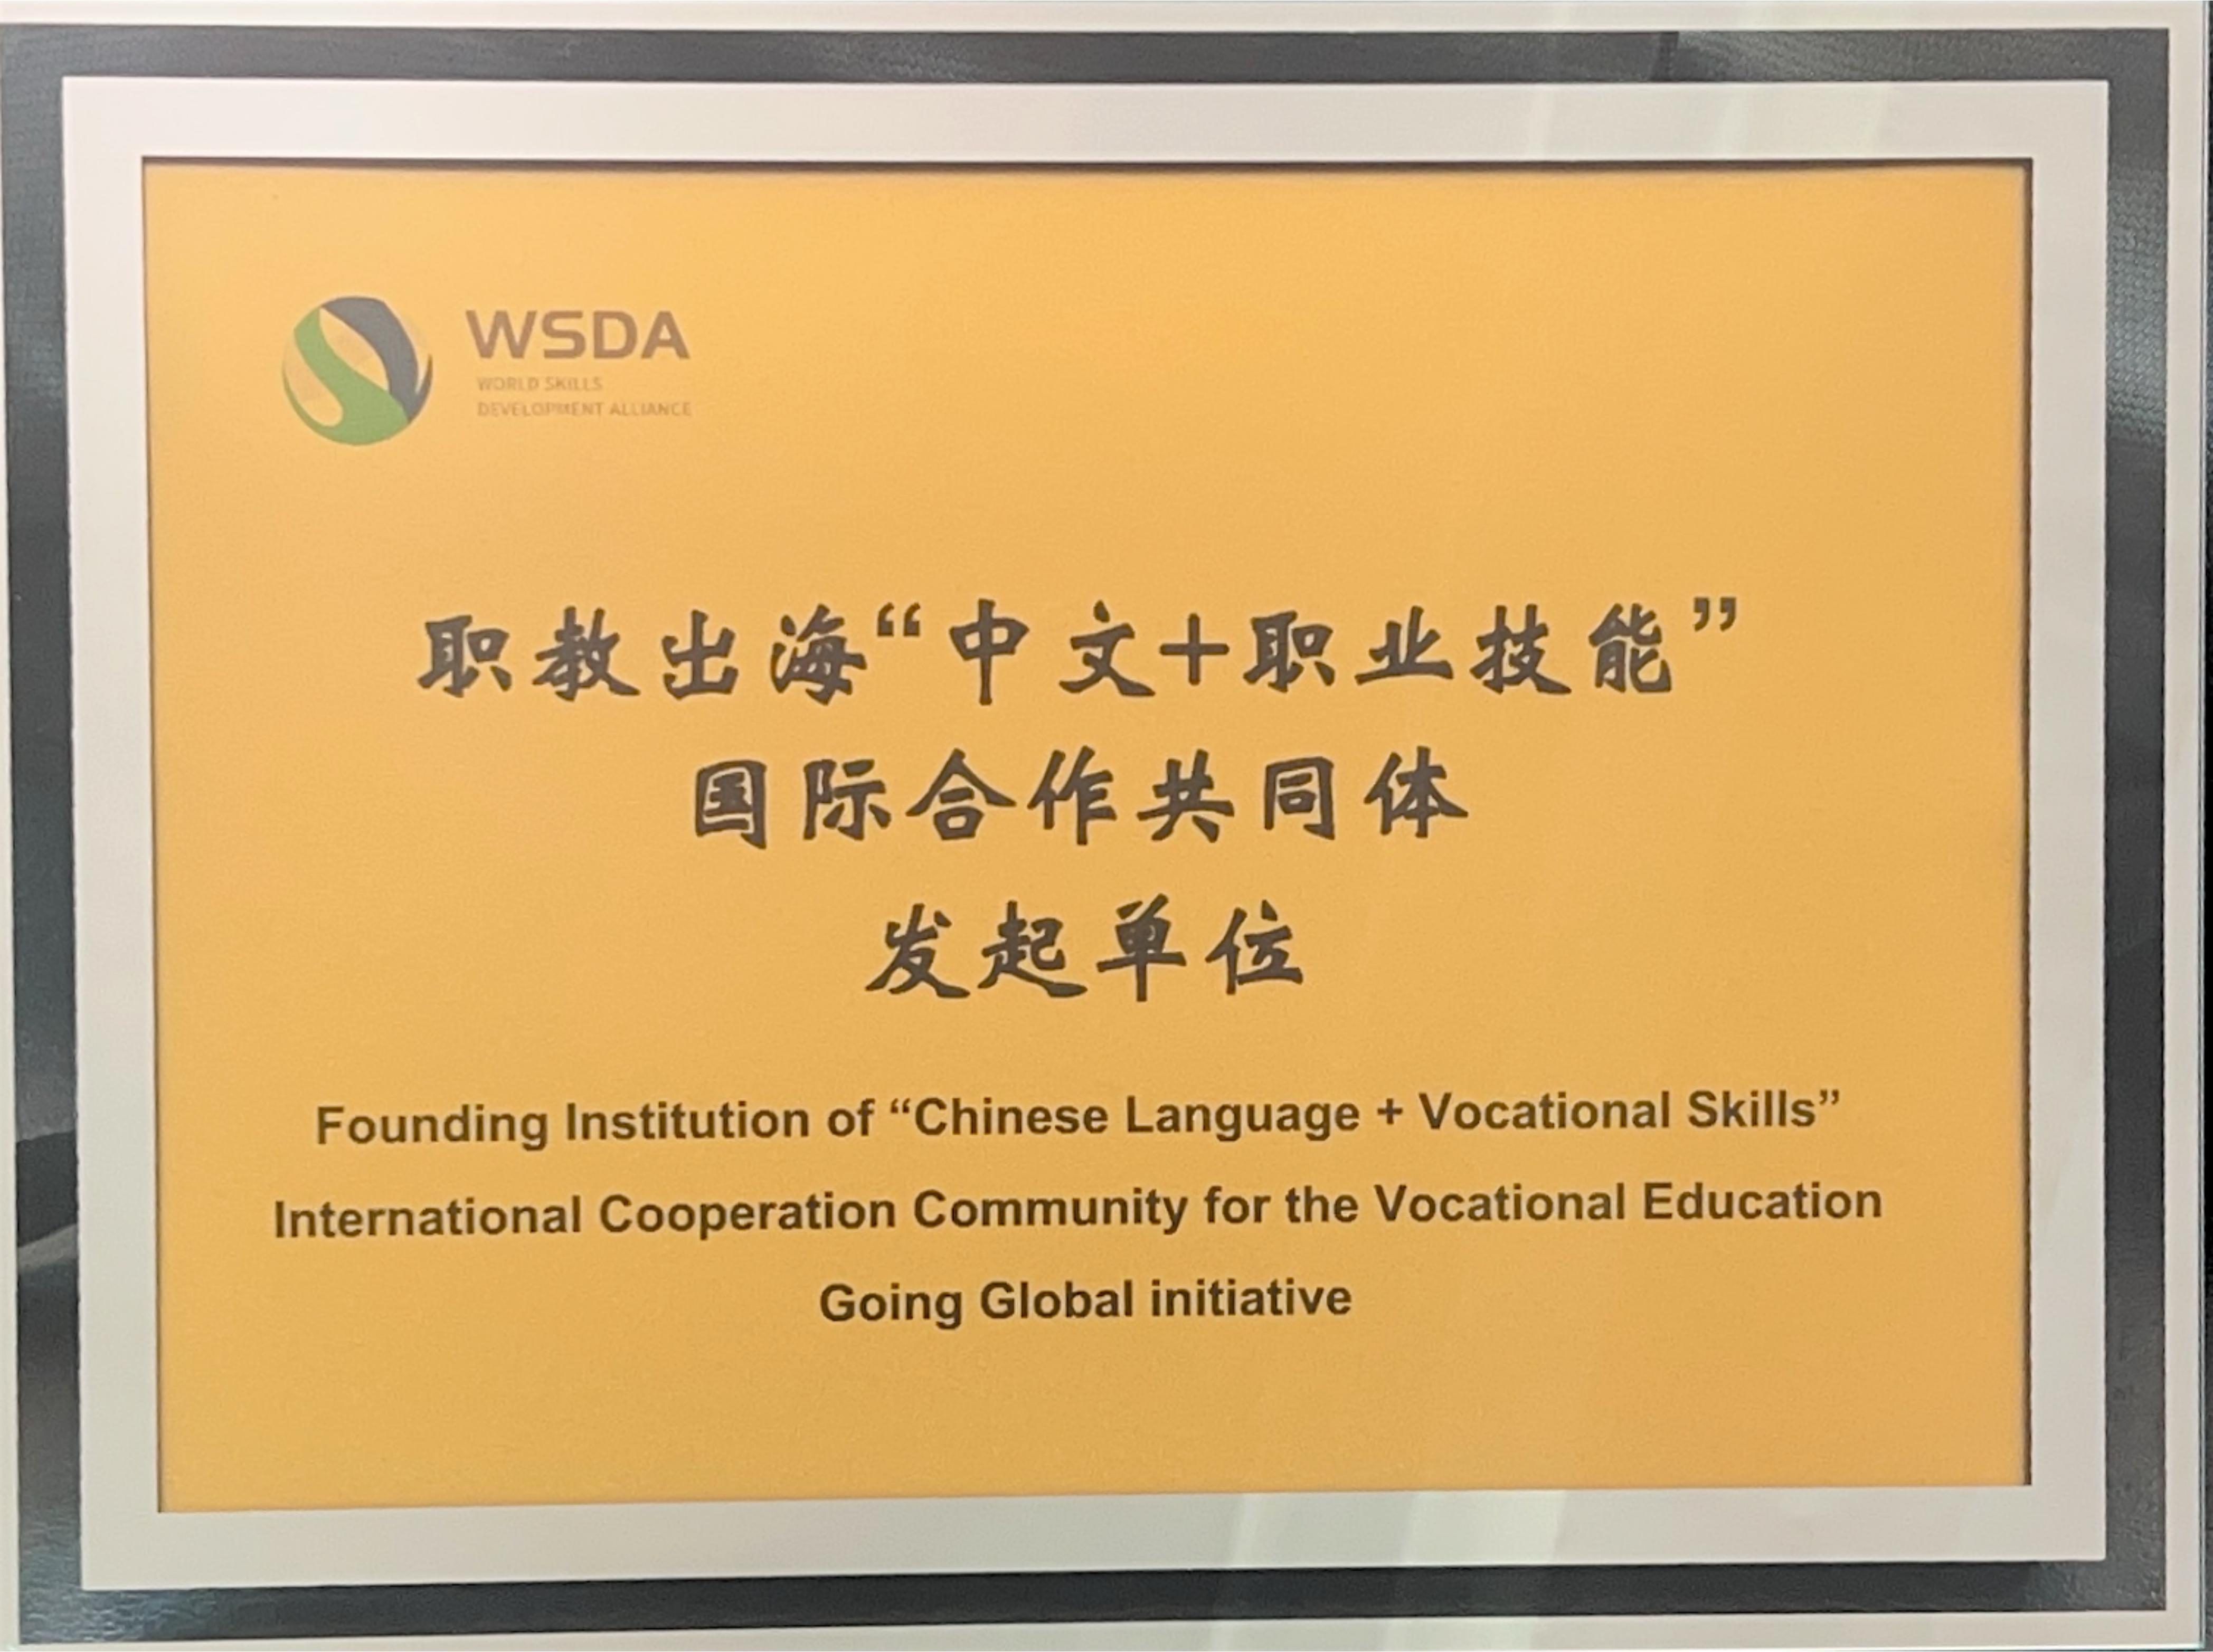 WSDA
WORLD SKILLS
DEVELOPMENT ALLIANCE
职教出海“中文+职业技能”
国际合作共同体
发起单位
Founding Institution of “Chinese Language + Vocational Skills”
International Cooperation Community for the Vocational Education
Going Global initiative